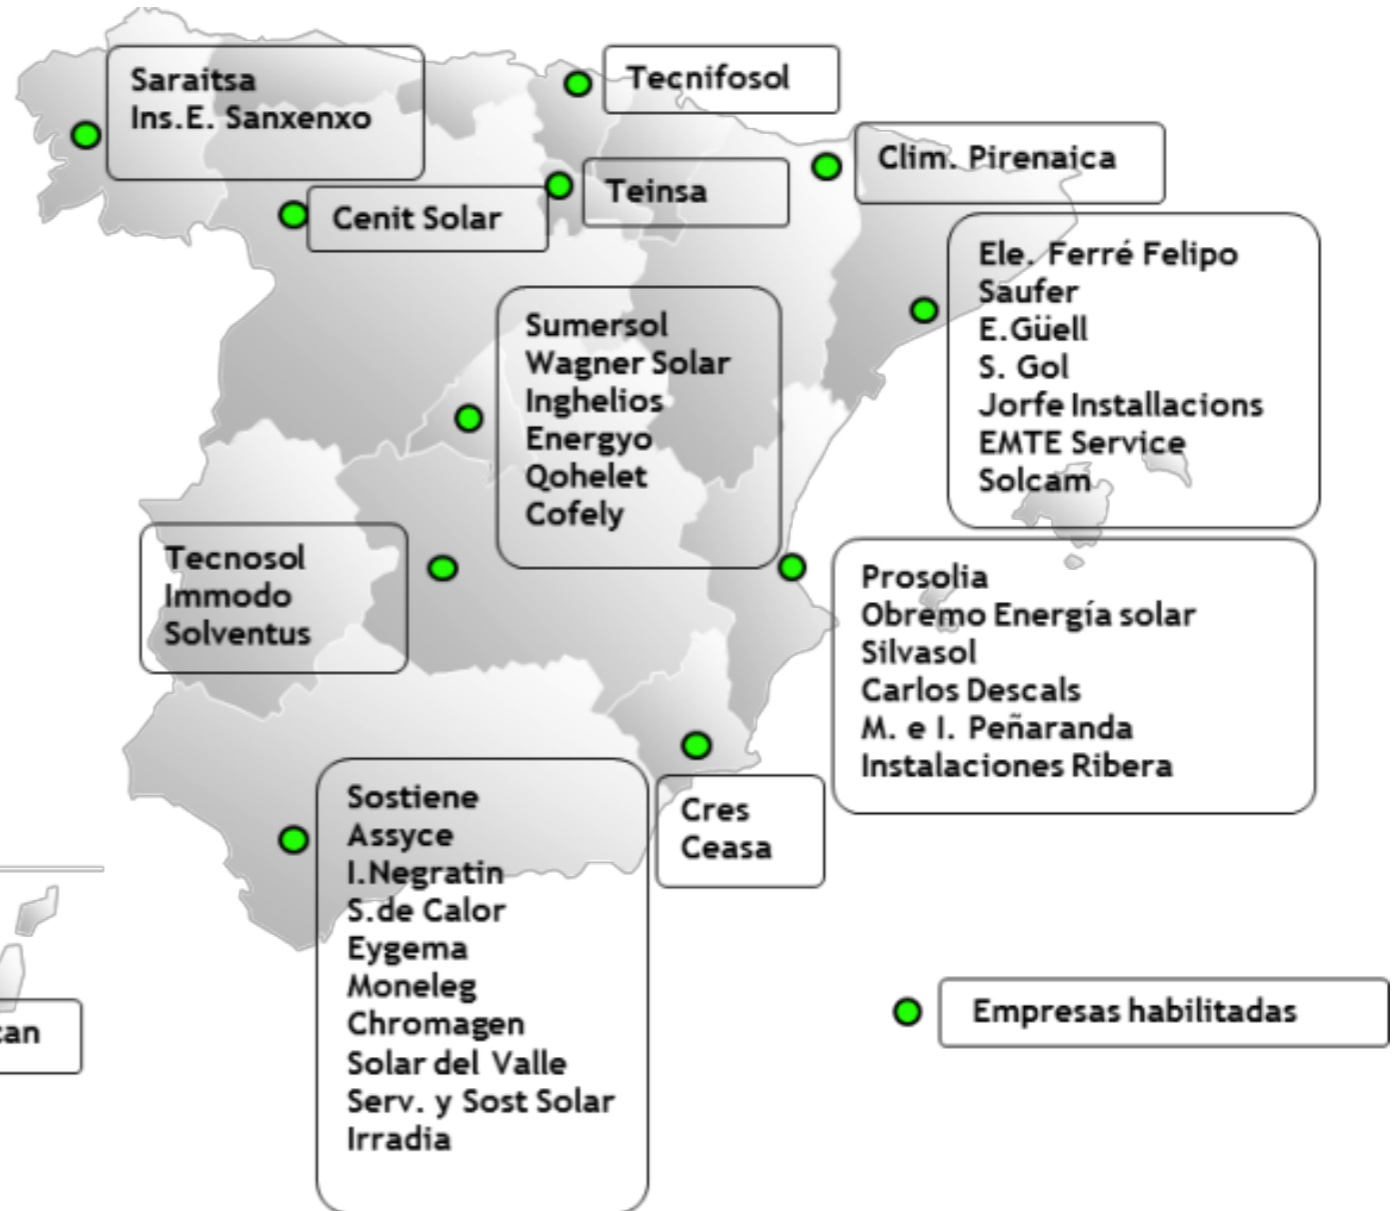 Saraitsa
Ins.E. Sanxenxo
Tecnifosol
Clim. Pirenaica
Teinsa
Cenit Solar
Ele. Ferré Felipo
Saufer
E.Güell
S. Gol
Jorfe Installacions
EMTE Service
Solcam
Sumersol
Wagner Solar
Inghelios
Energyo
Qohelet
Cofely
Tecnosol
Immodo
Solventus
Prosolia
Obremo Energía solar
Silvasol
Carlos Descals
M. e I. Peñaranda
Instalaciones Ribera
Cres
Ceasa
Sostiene
Assyce
I.Negratin
S.de Calor
Eygema
Moneleg
Chromagen
Solar del Valle
Serv. y Sost Solar
Irradia
Empresas habilitadas